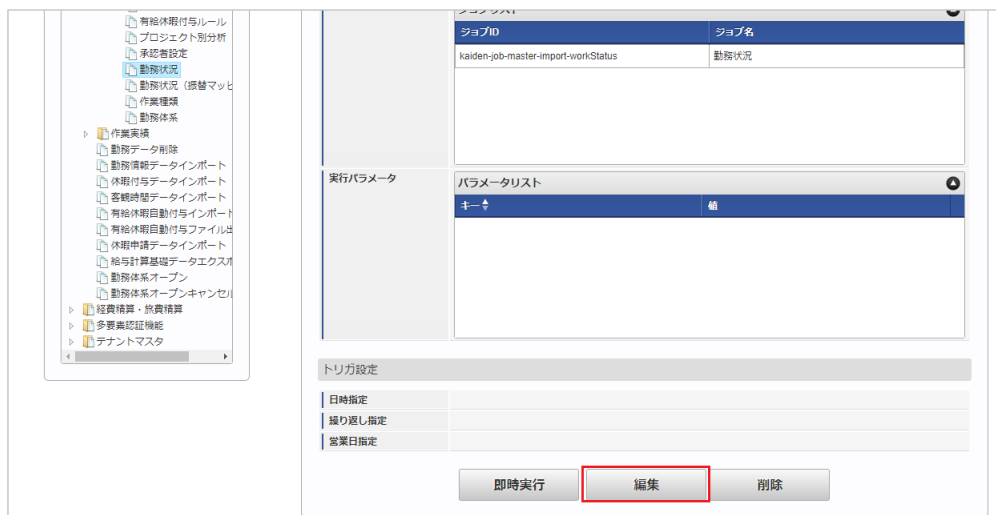 有給休暇付与ルール
プロジェクト別分析
承認者設定
勤務状況
勤務状況（振替マッピ
作業種類
勤務体系
作業実績
勤務データ削除
勤務情報データインポート
休暇付与データインポート
客観時間データインポート
有給休暇自動付与インポート
有給休暇自動付与ファイル出
休暇申請データインポート
給与計算基礎データエクスポ
勤務体系オープン
勤務体系オープンキャンセル
経費精算・旅費精算
多要素認証機能
テナントマスタ
ジョブリスト
ジョブID ジョブ名
kaiden-job-master-import-workStatus 勤務状況
実行パラメータ
パラメータリスト
キー 値
トリガ設定
日時指定
繰り返し指定
営業日指定
即時実行 編集 削除